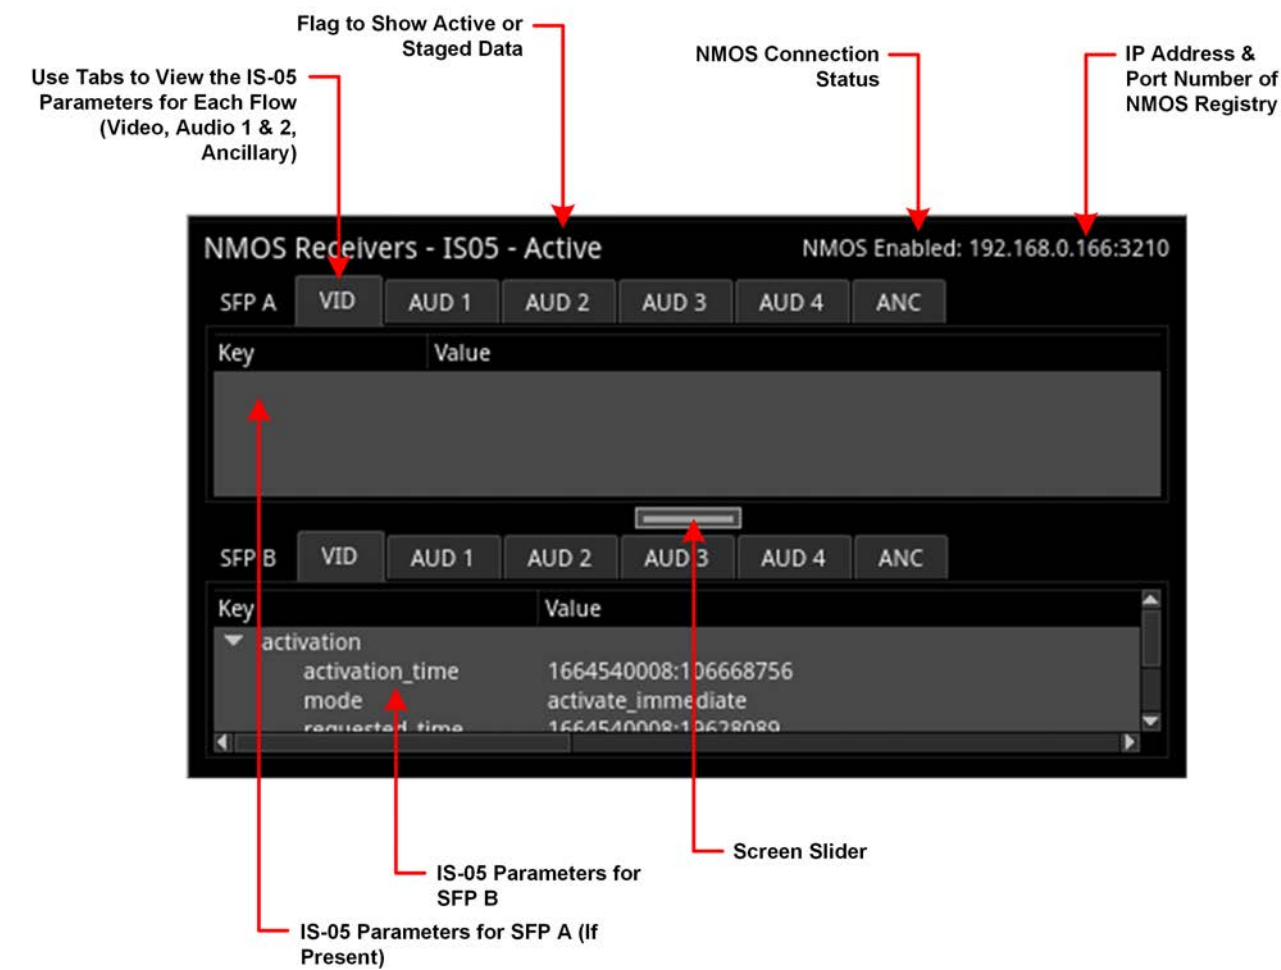 Flag to Show Active or
Staged Data
Use Tabs to View the IS-05
Parameters for Each Flow
(Video, Audio 1 & 2,
Ancillary)
NMOS Connection
Status
IP Address &
Port Number of
NMOS Registry
NMOS Receivers - IS05 - Active
NMOS Enabled: 192.168.0.166:3210
SFP A VID AUD 1 AUD 2 AUD 3 AUD 4 ANC
Key Value
SFP B VID AUD 1 AUD 2 AUD 3 AUD 4 ANC
Key Value
activation
activation_time 1664540008:106668756
mode activate_immediate
requested_time 1664540008:19628089
Screen Slider
IS-05 Parameters for
SFP B
IS-05 Parameters for SFP A (If
Present)